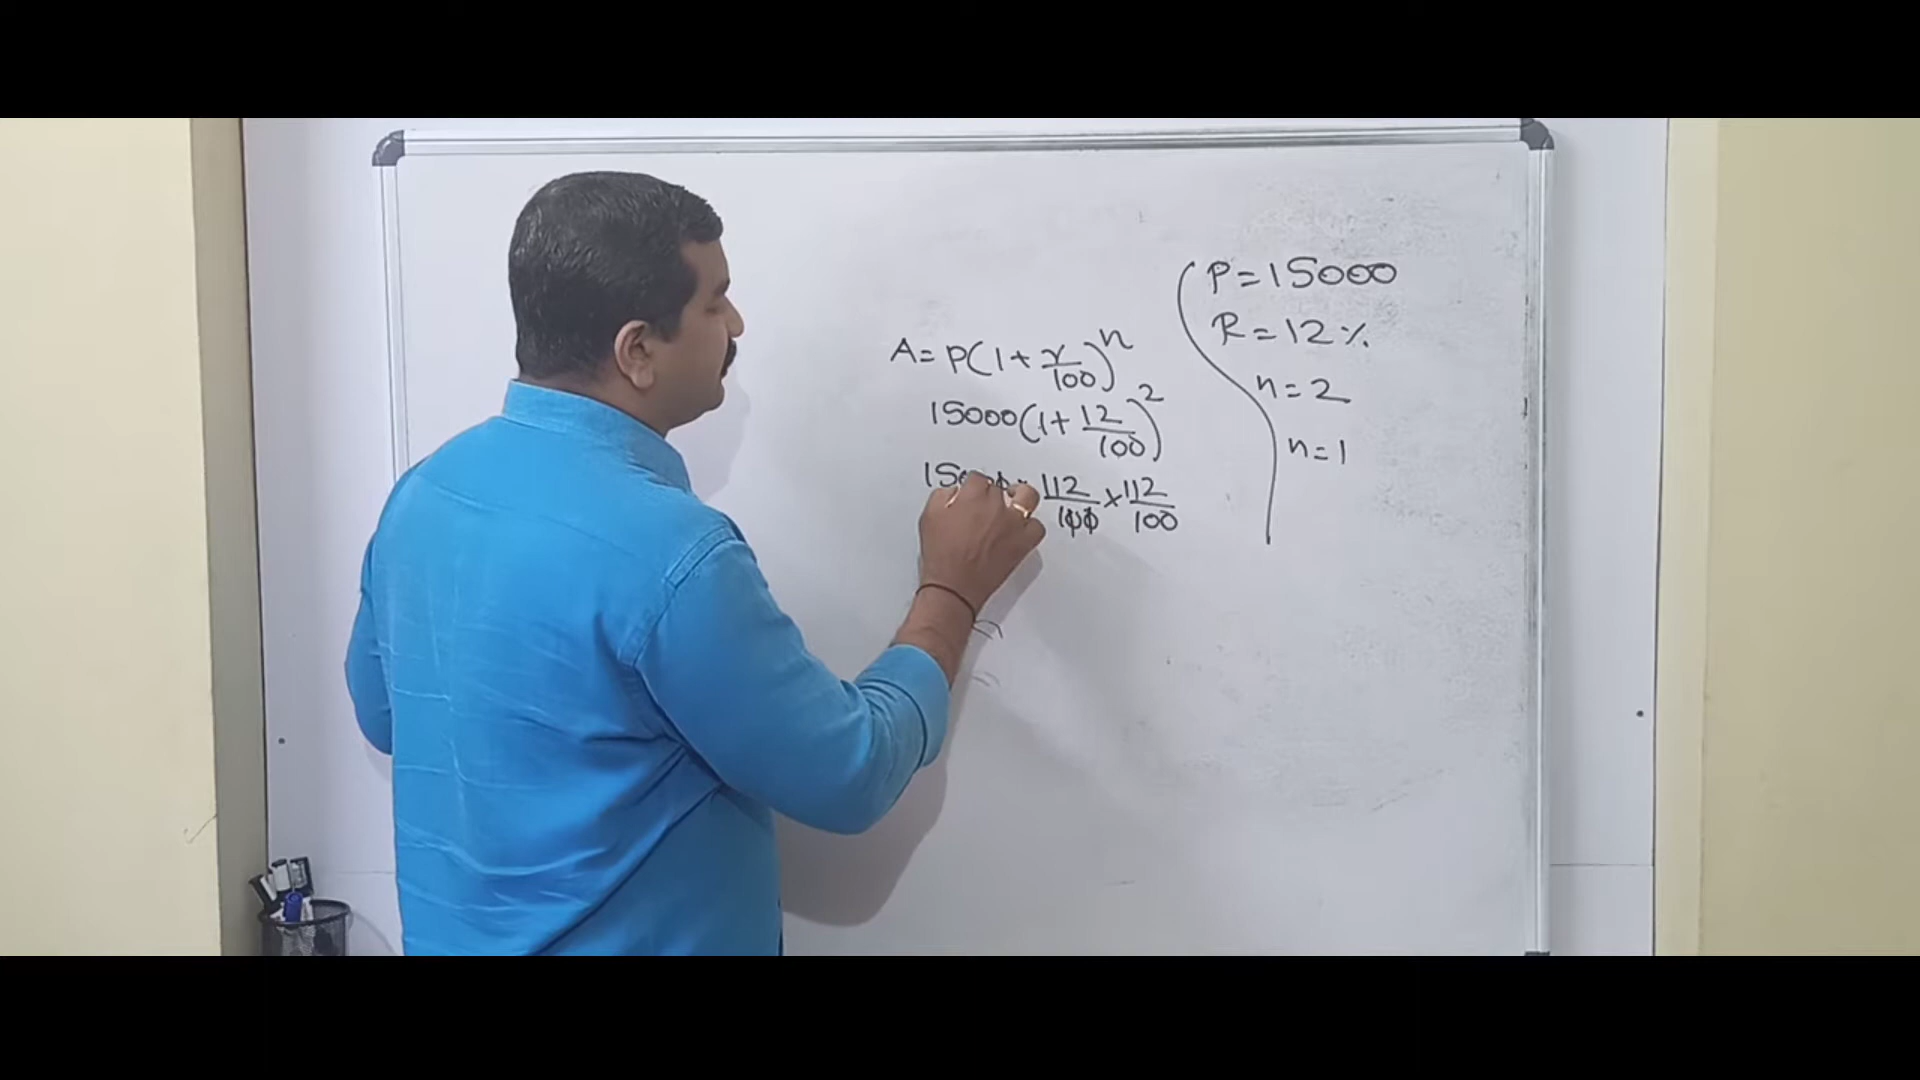 A = P(1 + r/100)^n
15000(1 + 12/100)^2
112/100 × 112/100
P = 15000
R = 12 %
n = 2
n = 1